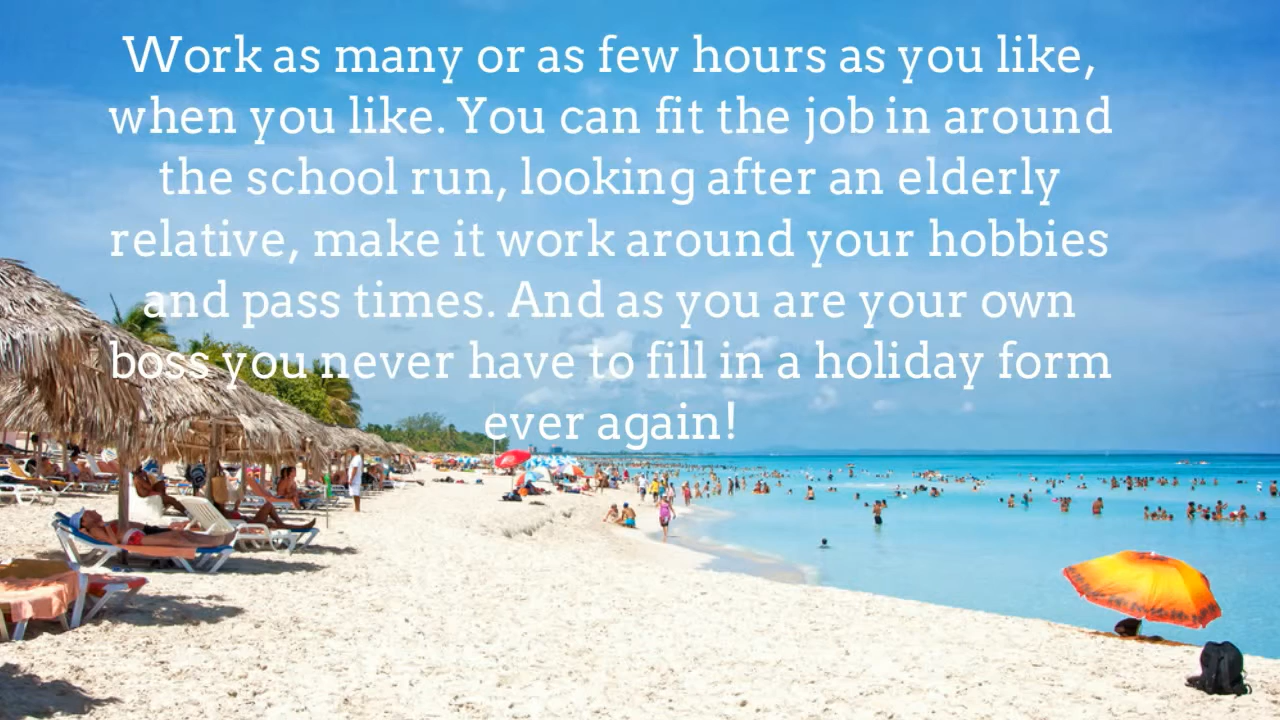 Work as many or as few hours as you like,
when you like. You can fit the job in around
the school run, looking after an elderly
relative, make it work around your hobbies
and pass times. And as you are your own
boss you never have to fill in a holiday form
ever again!